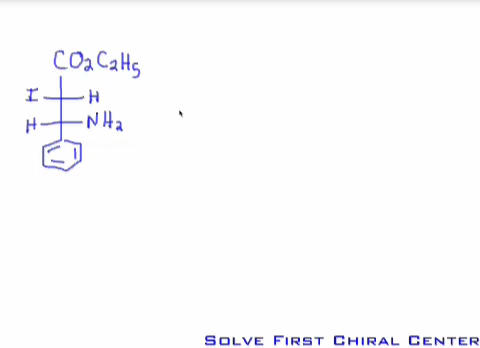 CO2C2H5
I H
H NH2
SOLVE FIRST CHIRAL CENTER